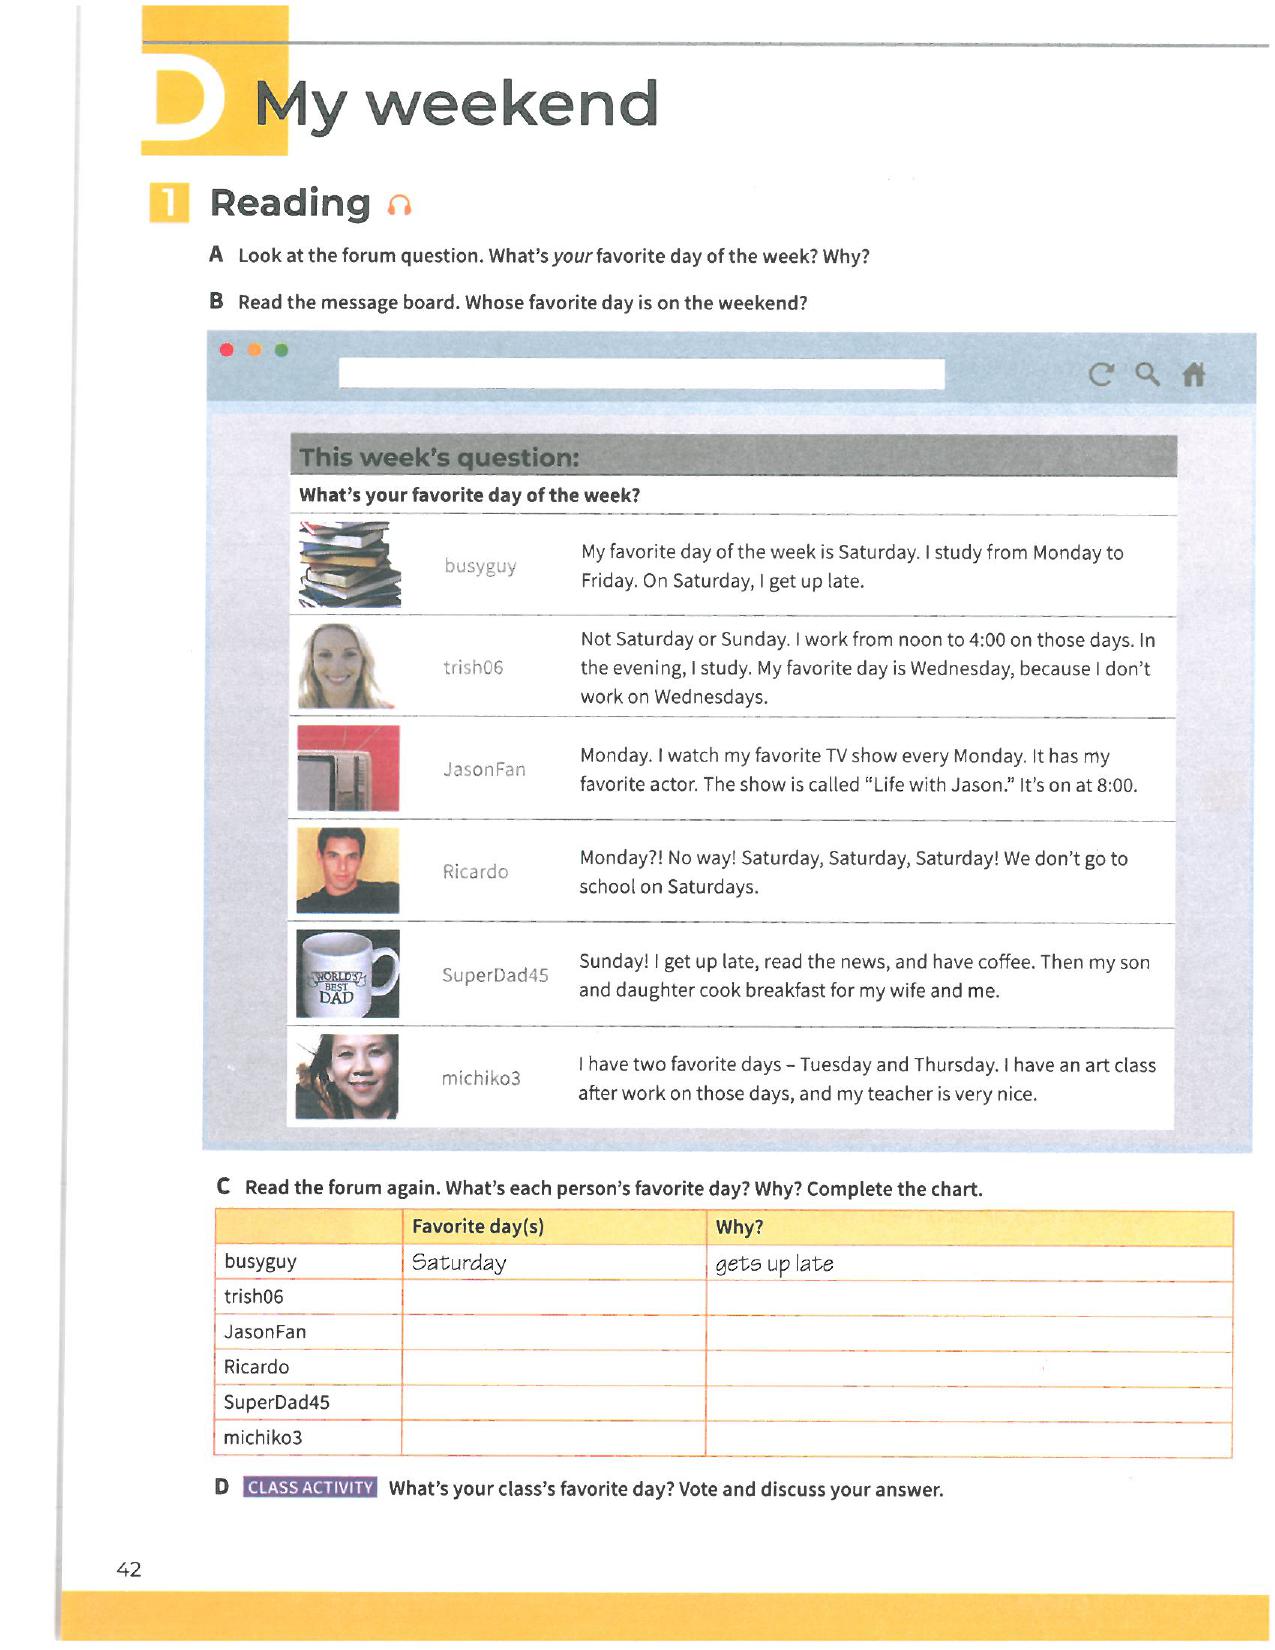 D My weekend
1 Reading
A Look at the forum question. What's your favorite day of the week? Why?
B Read the message board. Whose favorite day is on the weekend?
This week's question:
What's your favorite day of the week?
busyguy
My favorite day of the week is Saturday. I study from Monday to
Friday. On Saturday, I get up late.
trish06
Not Saturday or Sunday. I work from noon to 4:00 on those days. In
the evening, I study. My favorite day is Wednesday, because I don't
work on Wednesdays.
JasonFan
Monday. I watch my favorite TV show every Monday. It has my
favorite actor. The show is called "Life with Jason." It's on at 8:00.
Ricardo
Monday?! No way! Saturday, Saturday, Saturday! We don't go to
school on Saturdays.
WORLD'S
BEST
DAD
SuperDad45
Sunday! I get up late, read the news, and have coffee. Then my son
and daughter cook breakfast for my wife and me.
michiko3
I have two favorite days – Tuesday and Thursday. I have an art class
after work on those days, and my teacher is very nice.
C Read the forum again. What's each person's favorite day? Why? Complete the chart.
Favorite day(s) Why?
busyguy Saturday gets up late
trish06
JasonFan
Ricardo
SuperDad45
michiko3
D CLASS ACTIVITY What's your class's favorite day? Vote and discuss your answer.
42